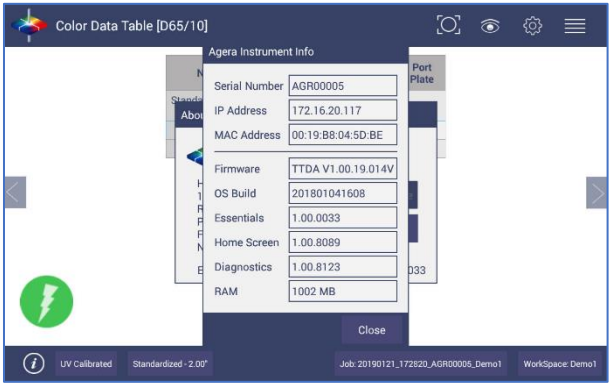 Color Data Table [D65/10]
Agera Instrument Info
Port
Plate
Serial Number AGR00005
IP Address 172.16.20.117
MAC Address 00:19:B8:04:5D:BE
Firmware TTDA V1.00.19.014V
OS Build 201801041608
Essentials 1.00.0033
Home Screen 1.00.8089
Diagnostics 1.00.8123
033
RAM 1002 MB
Close
UV Calibrated Standardized - 2.00" Job: 20190121_172820_AGR00005_Demo1 WorkSpace: Demo1